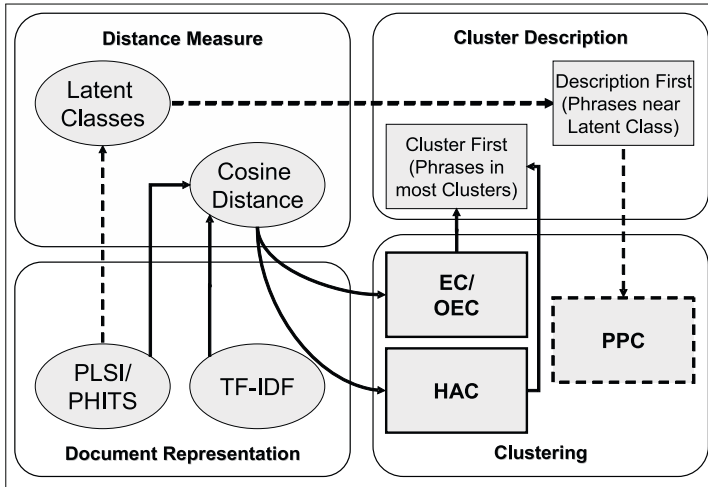 Distance Measure
Latent
Classes
Cosine
Distance
Cluster Description
Description First
(Phrases near
Latent Class)
Cluster First
(Phrases in
most Clusters)
PLSI/
PHITS
TF-IDF
Document Representation
EC/
OEC
HAC
PPC
Clustering